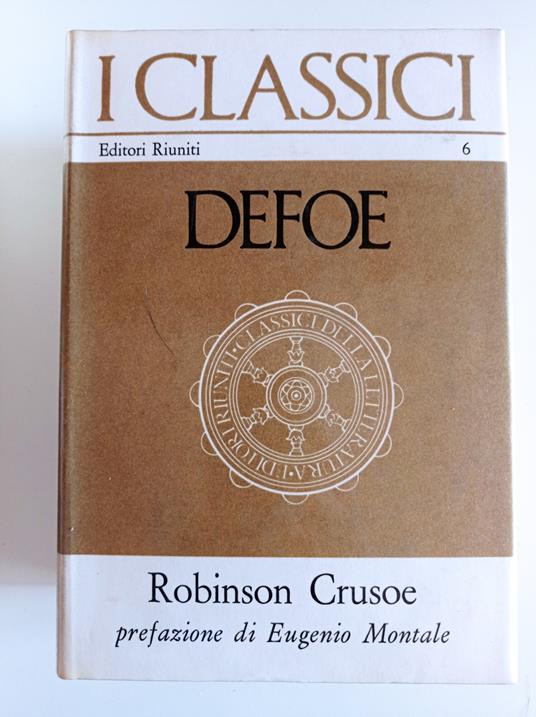 I CLASSICI
Editori Riuniti 6
DEFOE
EDITORI RIUNITI · CLASSICI DELLA LETTERATURA ·
Robinson Crusoe
prefazione di Eugenio Montale